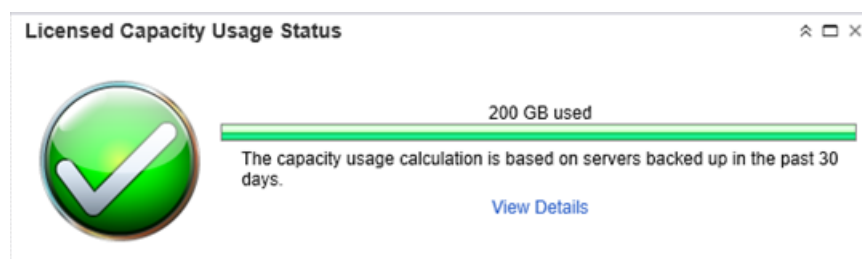 Licensed Capacity Usage Status
200 GB used
The capacity usage calculation is based on servers backed up in the past 30
days.
View Details